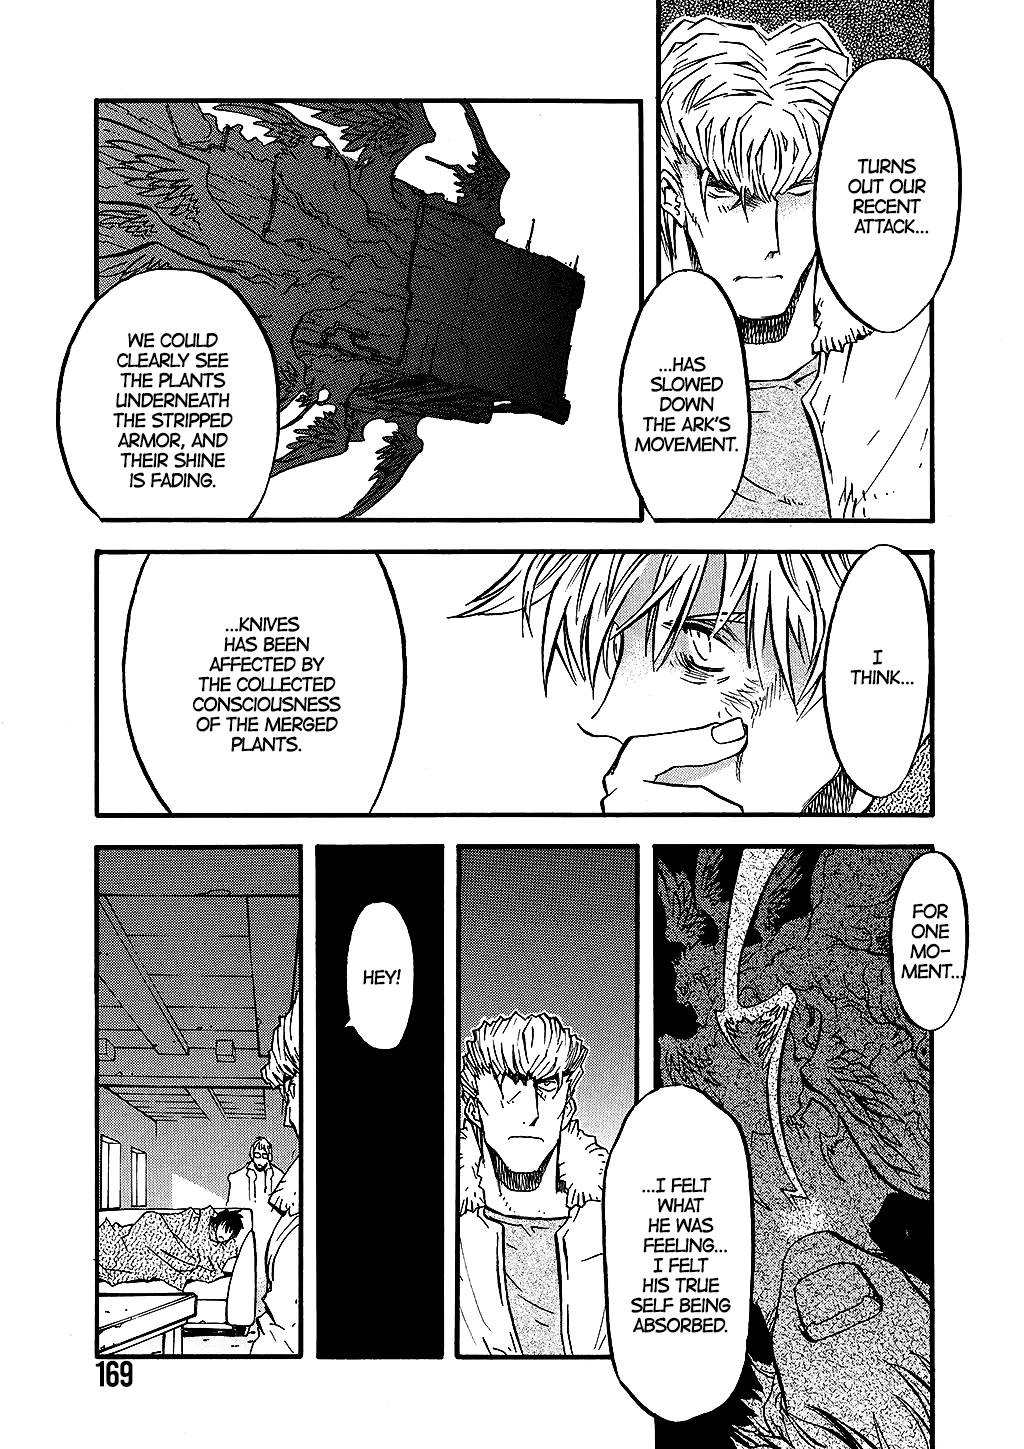 TURNS
OUT OUR
RECENT
ATTACK...
...HAS
SLOWED
DOWN
THE ARK'S
MOVEMENT.
WE COULD
CLEARLY SEE
THE PLANTS
UNDERNEATH
THE STRIPPED
ARMOR, AND
THEIR SHINE
IS FADING.
I
THINK...
...KNIVES
HAS BEEN
AFFECTED BY
THE COLLECTED
CONSCIOUSNESS
OF THE MERGED
PLANTS.
FOR
ONE
MO-
MENT...
...I FELT
WHAT
HE WAS
FEELING...
I FELT
HIS TRUE
SELF BEING
ABSORBED.
HEY!
169